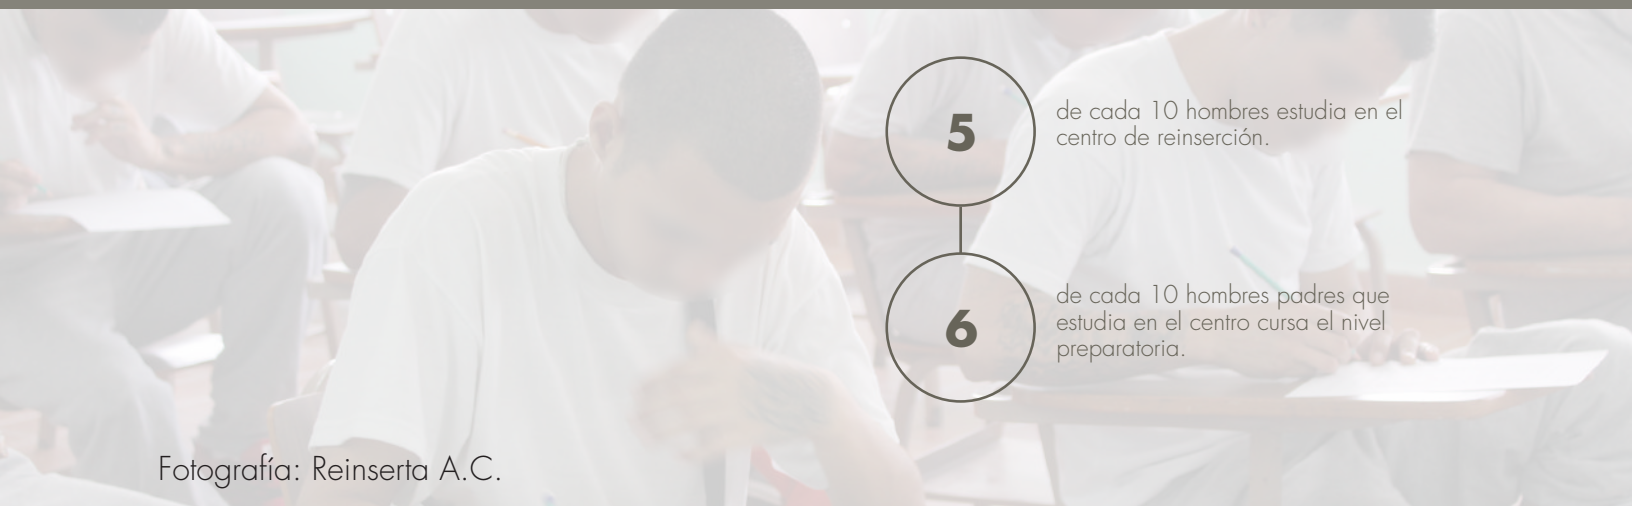 5
de cada 10 hombres estudia en el
centro de reinserción.
6
de cada 10 hombres padres que
estudia en el centro cursa el nivel
preparatoria.
Fotografía: Reinserta A.C.